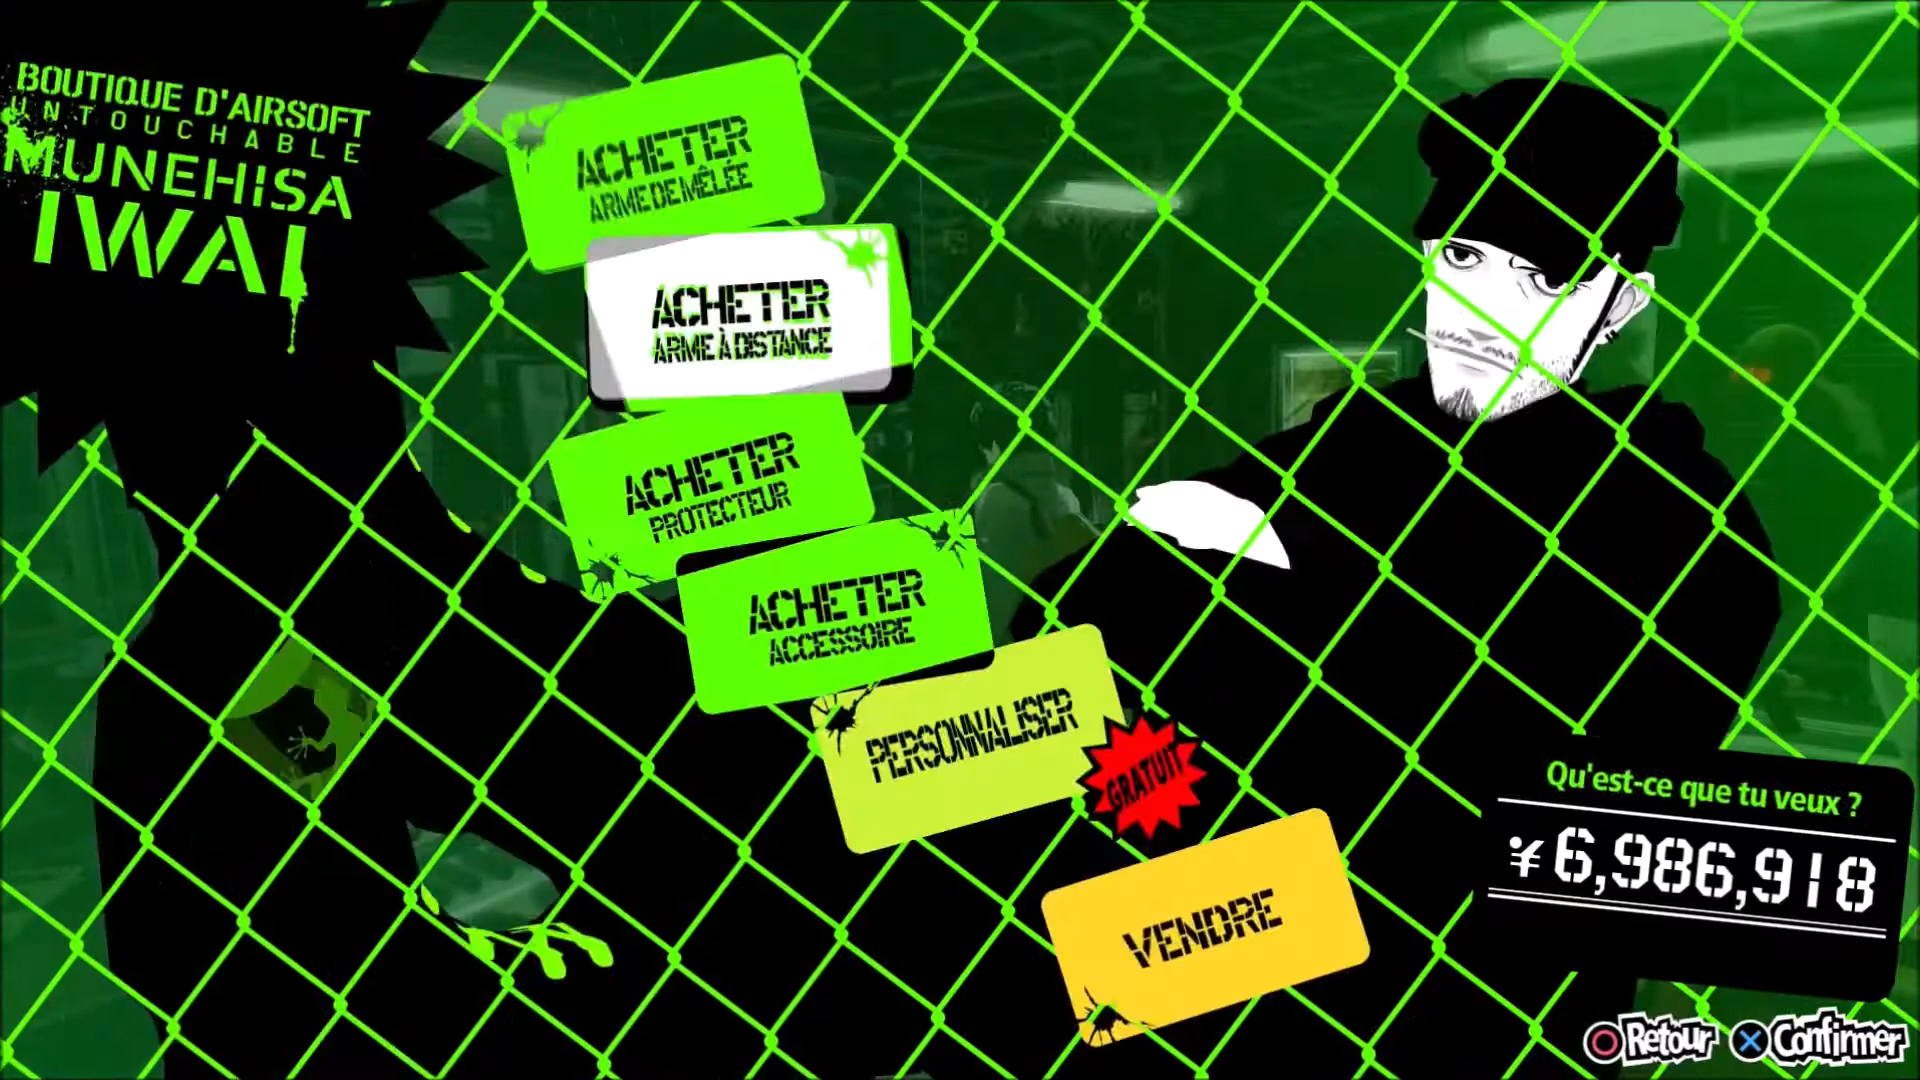 BOUTIQUE D'AIRSOFT
UNTOUCHABLE
MUNEHISA
IWAI
ACHETER
ARME DE MÊLÉE
ACHETER
ARME À DISTANCE
ACHETER
PROTECTEUR
ACHETER
ACCESSOIRE
PERSONNALISER
GRATUIT
VENDRE
Qu'est-ce que tu veux ?
¥6,986,918
Retour
Confirmer